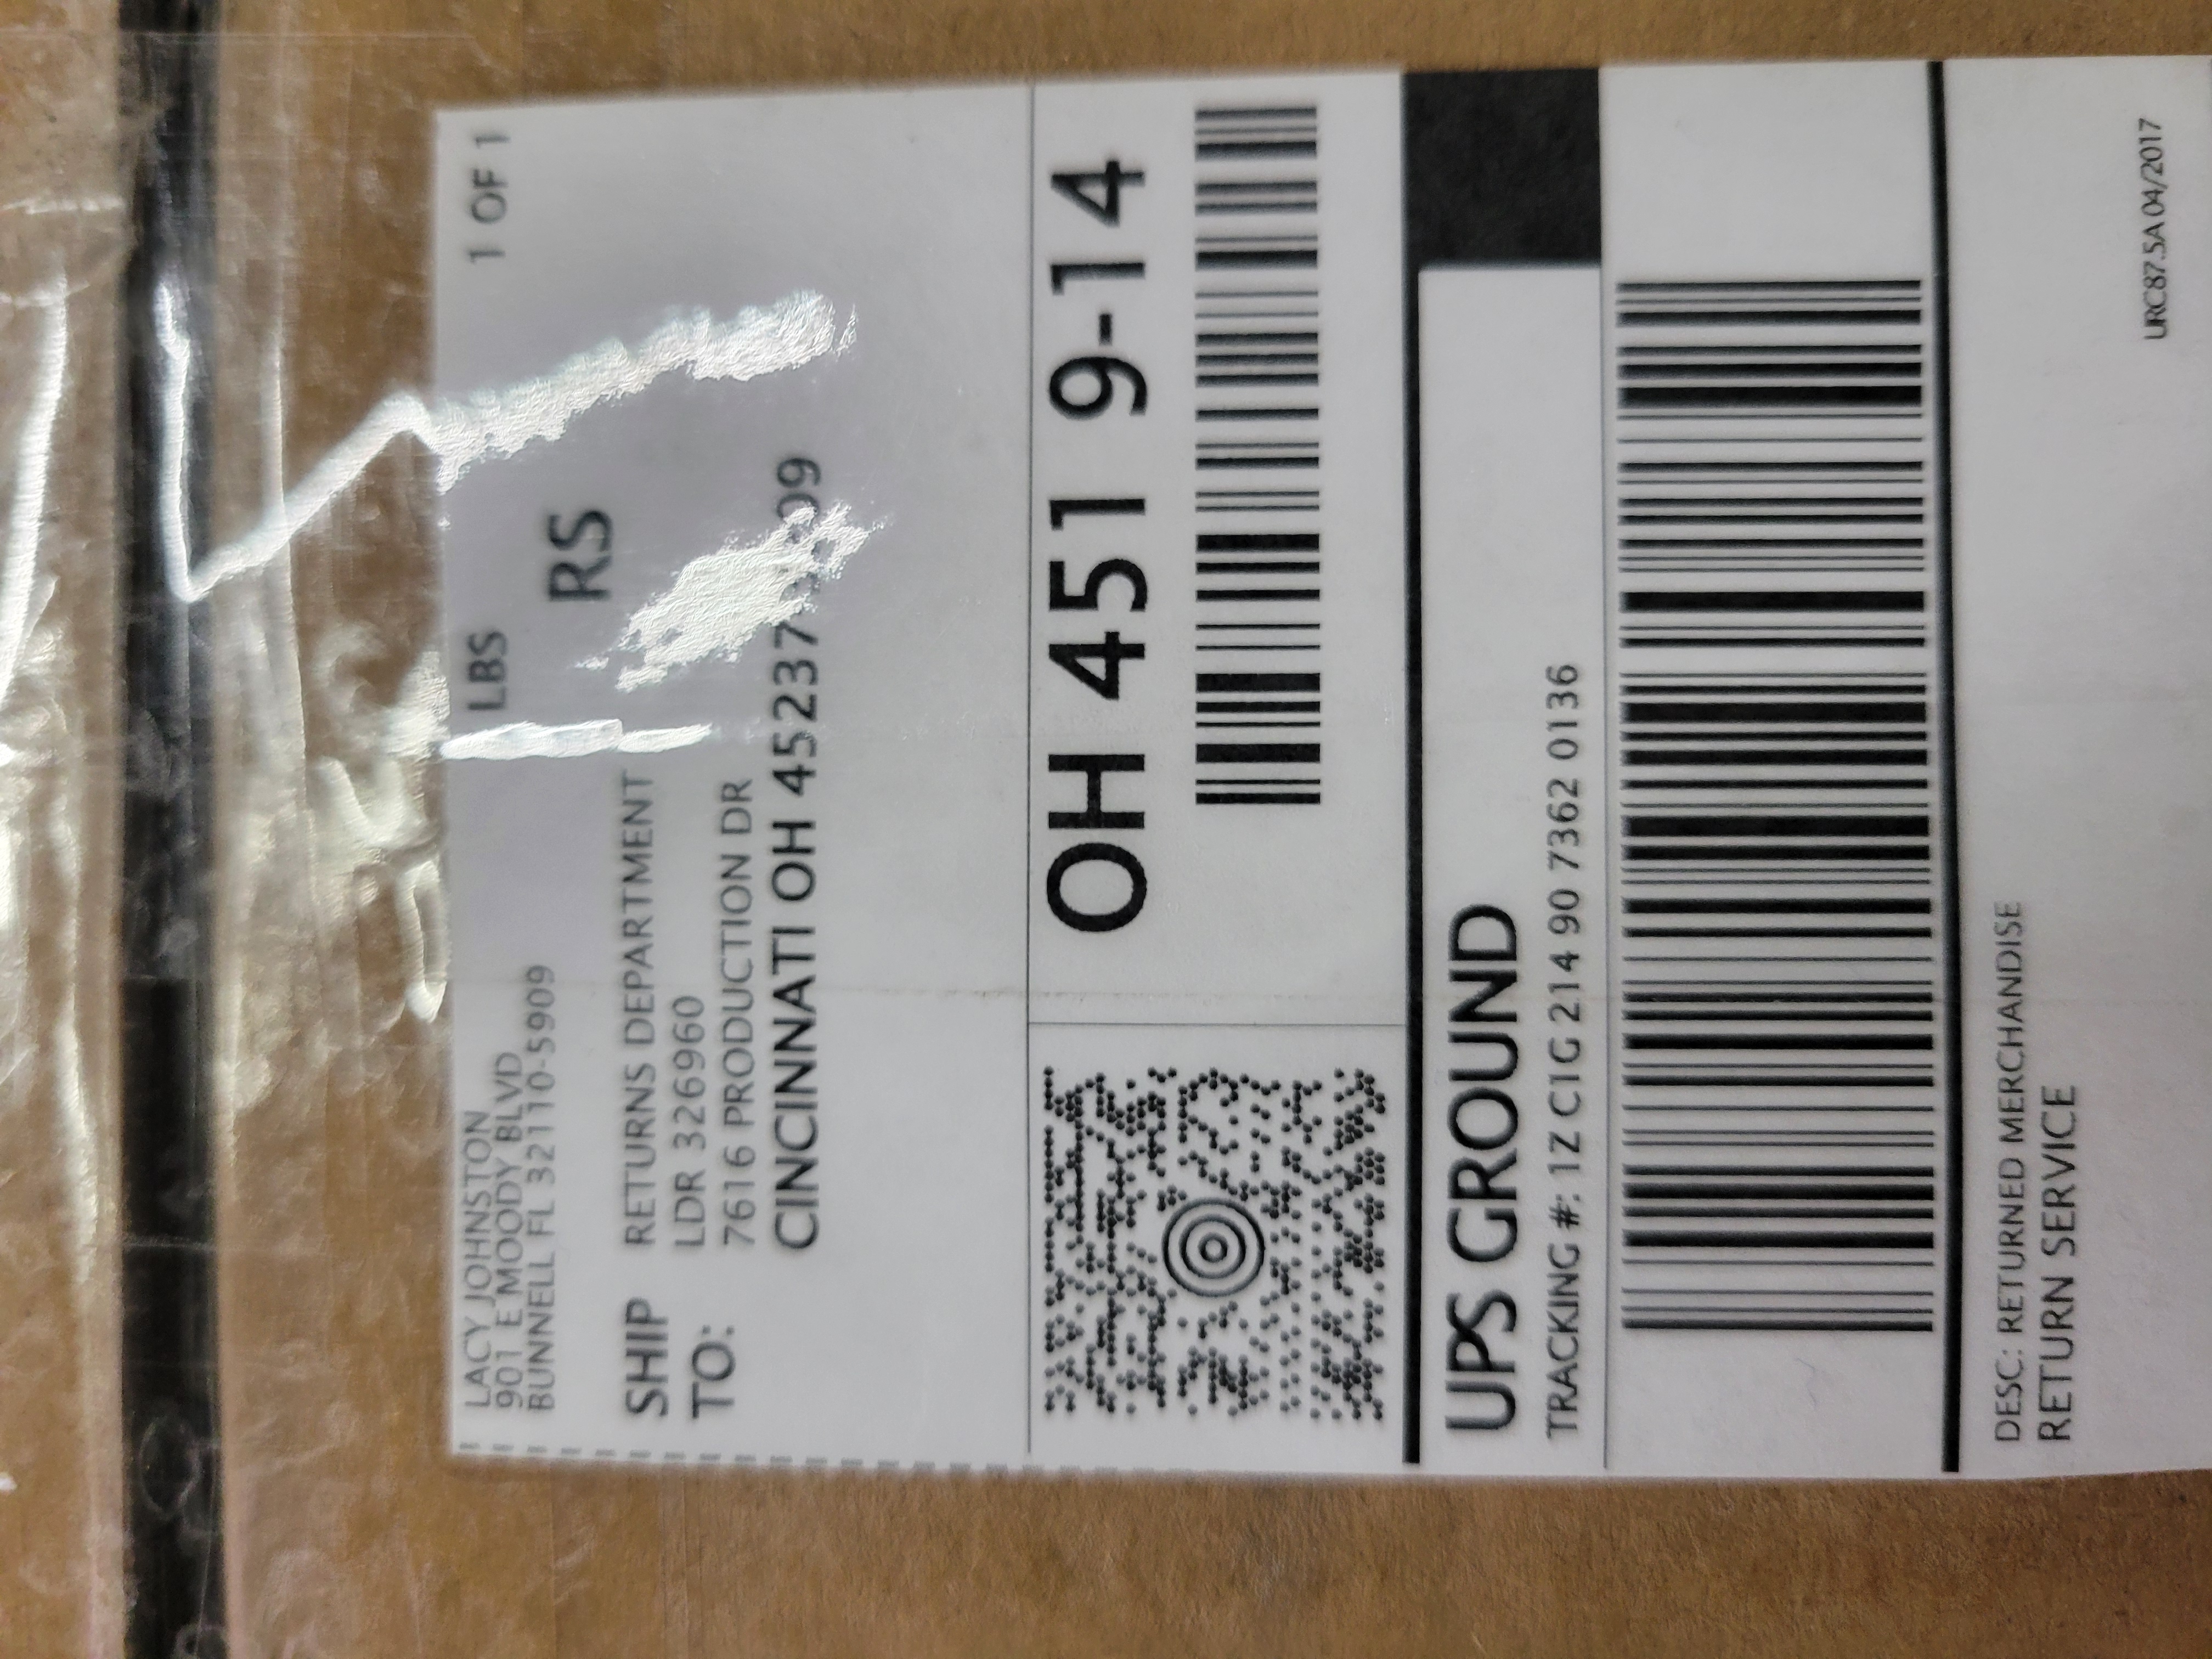 LACY JOHNSTON
901 E MOODY BLVD
BUNNELL FL 32110-5909
LBS
1 OF 1
RS
SHIP TO:
RETURNS DEPARTMENT
LDR 326960
7616 PRODUCTION DR
CINCINNATI OH 45237
OH 451 9-14
UPS GROUND
TRACKING #: 1Z C1G 214 90 7362 0136
DESC: RETURNED MERCHANDISE
RETURN SERVICE
URC87.5A 04/2017